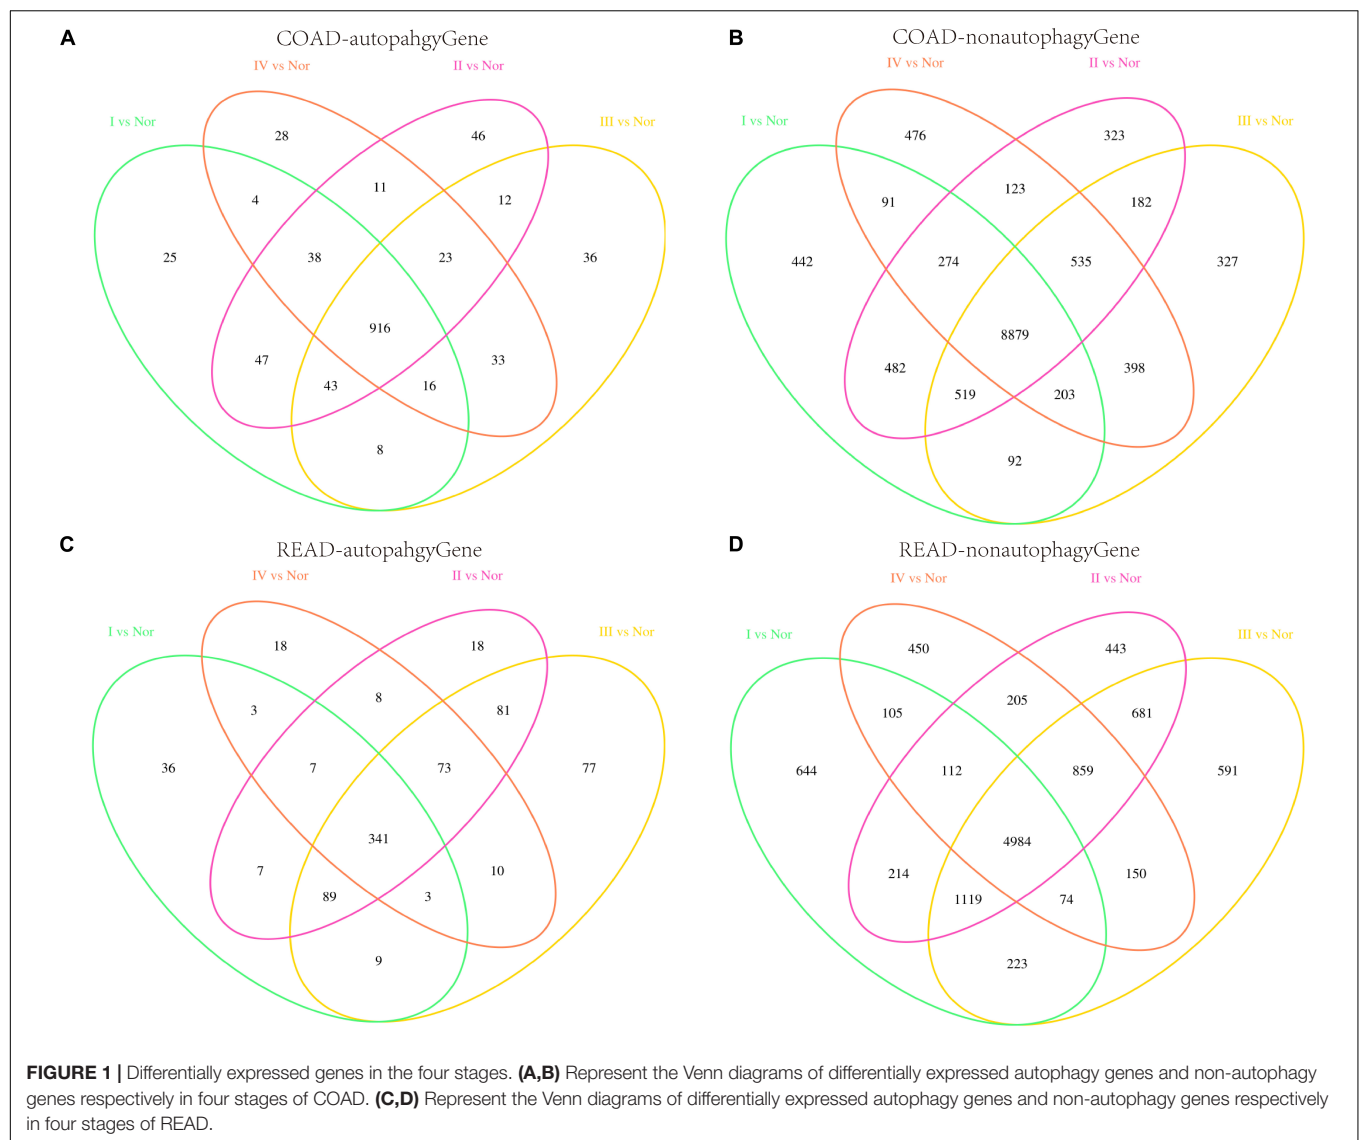 A
COAD-autopahgyGene
IV vs Nor
II vs Nor
I vs Nor
III vs Nor
28
46
4
11
12
25
38
23
36
916
47
33
43
16
8
B
COAD-nonautophagyGene
IV vs Nor
II vs Nor
I vs Nor
III vs Nor
476
323
91
123
182
442
274
535
327
8879
482
398
519
203
92
C
READ-autopahgyGene
IV vs Nor
II vs Nor
I vs Nor
III vs Nor
18
18
3
8
81
36
7
73
77
341
7
10
89
3
9
D
READ-nonautophagyGene
IV vs Nor
II vs Nor
I vs Nor
III vs Nor
450
443
105
205
681
644
112
859
591
4984
214
150
1119
74
223
FIGURE 1 | Differentially expressed genes in the four stages. (A,B) Represent the Venn diagrams of differentially expressed autophagy genes and non-autophagy
genes respectively in four stages of COAD. (C,D) Represent the Venn diagrams of differentially expressed autophagy genes and non-autophagy genes respectively
in four stages of READ.